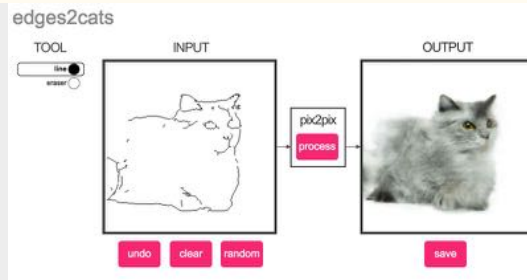 edges2cats
TOOL
line
eraser
INPUT
undo
clear
random
pix2pix
process
OUTPUT
save